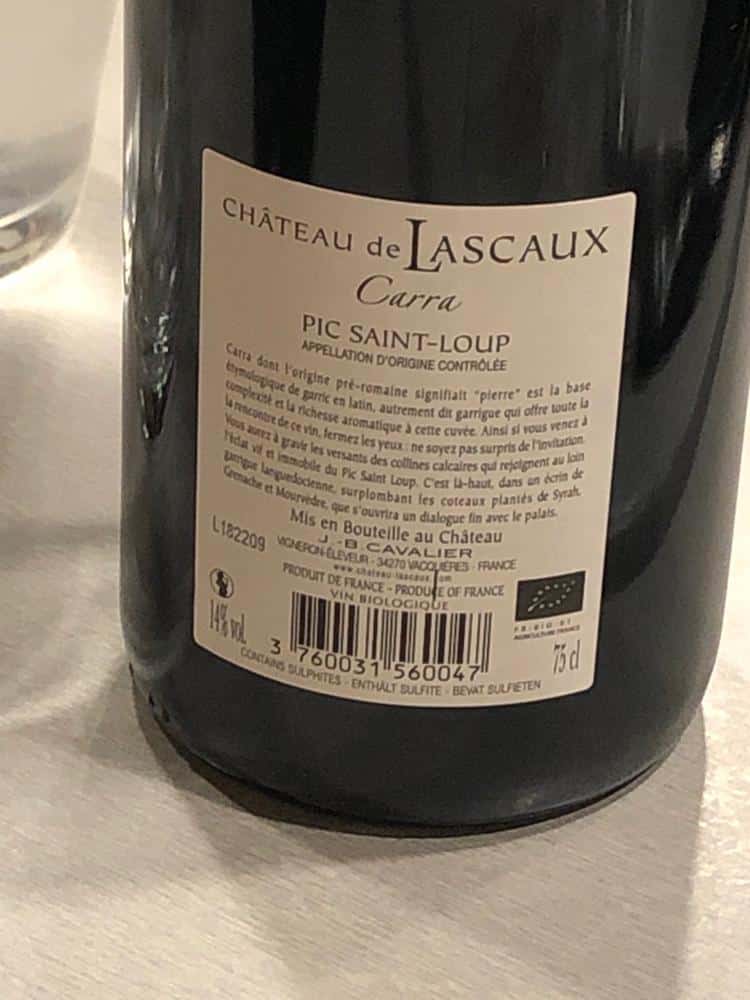 CHÂTEAU de LASCAUX
Carra
PIC SAINT-LOUP
APPELLATION D'ORIGINE CONTRÔLÉE
Carra dont l'origine pré-romaine signifiait "pierre" est la base
étymologique de garric en latin, autrement dit garrigue qui offre toute la
complexité et la richesse aromatique à cette cuvée. Ainsi si vous venez à
la rencontre de ce vin, fermez les yeux : ne soyez pas surpris de l'invitation.
Vous aurez à gravir les versants des collines calcaires qui rejoignent au loin
l'éclat vif et immobile du Pic Saint Loup. C'est là-haut, dans un écrin de
garrigue languedocienne, surplombant les coteaux plantés de Syrah,
Grenache et Mourvèdre, que s'ouvrira un dialogue fin avec le palais.
Mis en Bouteille au Château
J.-B. CAVALIER
L182209
VIGNERON-ÉLEVEUR - 34270 VACQUIÈRES - FRANCE
www.chateau-lascaux.com
PRODUIT DE FRANCE - PRODUCE OF FRANCE
VIN BIOLOGIQUE
FR-BIO-01
AGRICULTURE FRANCE
14% vol.
3 760031 560047
75 cl
CONTAINS SULPHITES - ENTHÄLT SULFITE - BEVAT SULFIETEN